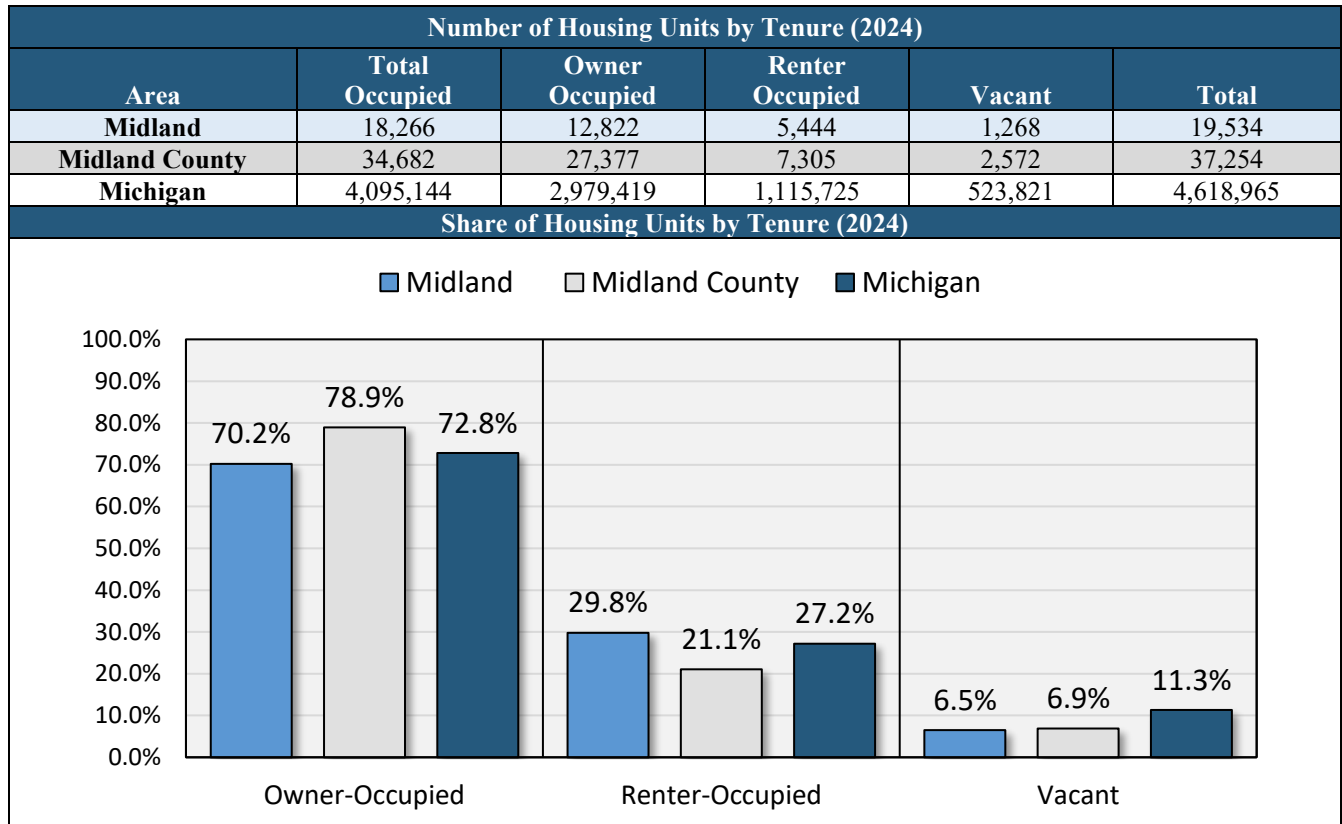 Number of Housing Units by Tenure (2024)
Area Total Occupied Owner Occupied Renter Occupied Vacant Total
Midland 18,266 12,822 5,444 1,268 19,534
Midland County 34,682 27,377 7,305 2,572 37,254
Michigan 4,095,144 2,979,419 1,115,725 523,821 4,618,965
Share of Housing Units by Tenure (2024)
Midland Midland County Michigan
100.0%
90.0%
80.0%
70.0%
60.0%
50.0%
40.0%
30.0%
20.0%
10.0%
0.0%
70.2% 78.9% 72.8%
29.8% 21.1% 27.2%
6.5% 6.9% 11.3%
Owner-Occupied Renter-Occupied Vacant